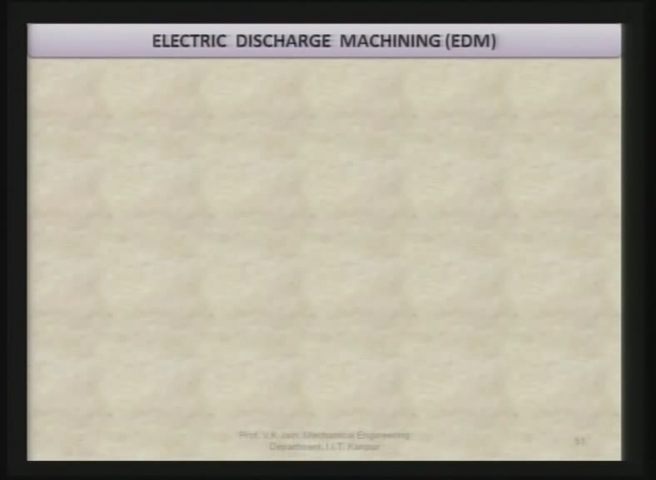 ELECTRIC DISCHARGE MACHINING (EDM)
Prof. V.K.Jain, Mechanical Engineering
Department, I.I.T. Kanpur